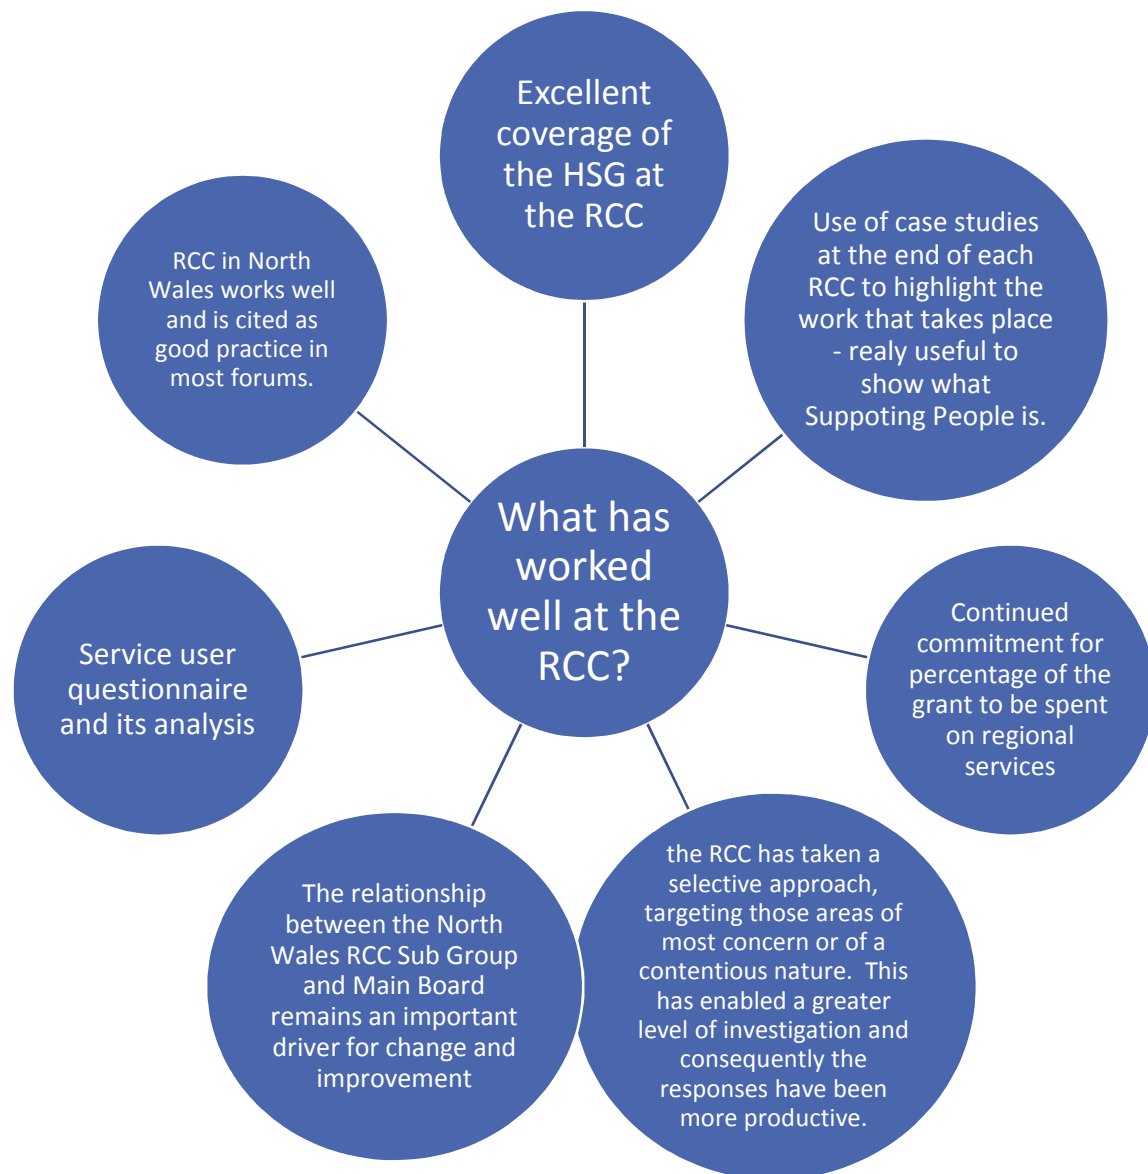 Excellent
coverage of
the HSG at
the RCC
Use of case studies
at the end of each
RCC to highlight the
work that takes place
- realy useful to
show what
Suppoting People is.
Continued
commitment for
percentage of the
grant to be spent
on regional
services
the RCC has taken a
selective approach,
targeting those areas of
most concern or of a
contentious nature.  This
has enabled a greater
level of investigation and
consequently the
responses have been
more productive.
The relationship
between the North
Wales RCC Sub Group
and Main Board
remains an important
driver for change and
improvement
Service user
questionnaire
and its analysis
RCC in North
Wales works well
and is cited as
good practice in
most forums.
What has
worked
well at the
RCC?